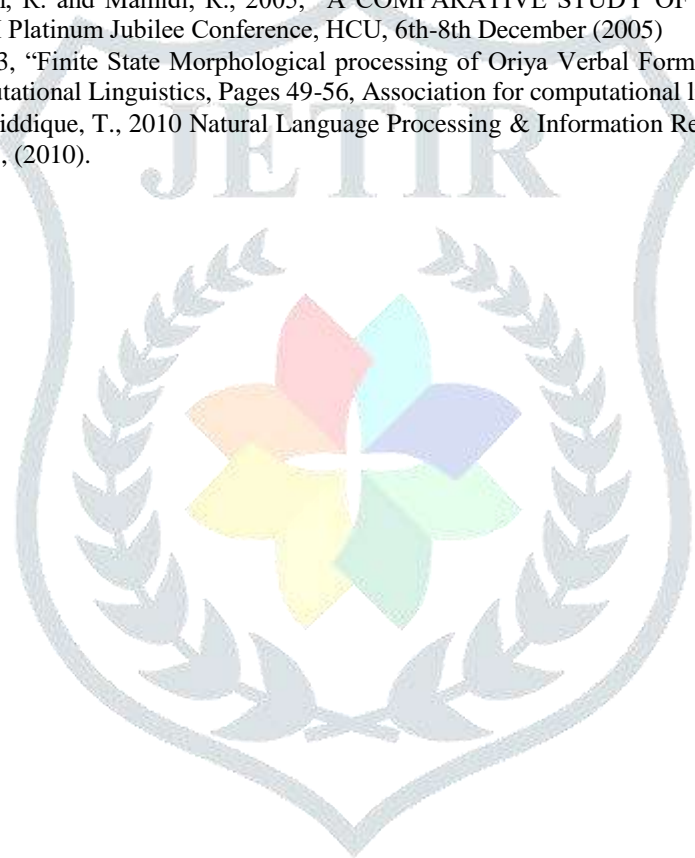 , R. and Mamidi, R., 2005, “A COMPARATIVE STUDY OF
Platinum Jubilee Conference, HCU, 6th-8th December (2005)
3, “Finite State Morphological processing of Oriya Verbal Form
utational Linguistics, Pages 49-56, Association for computational l
iddique, T., 2010 Natural Language Processing & Information Re
, (2010).
JETIR